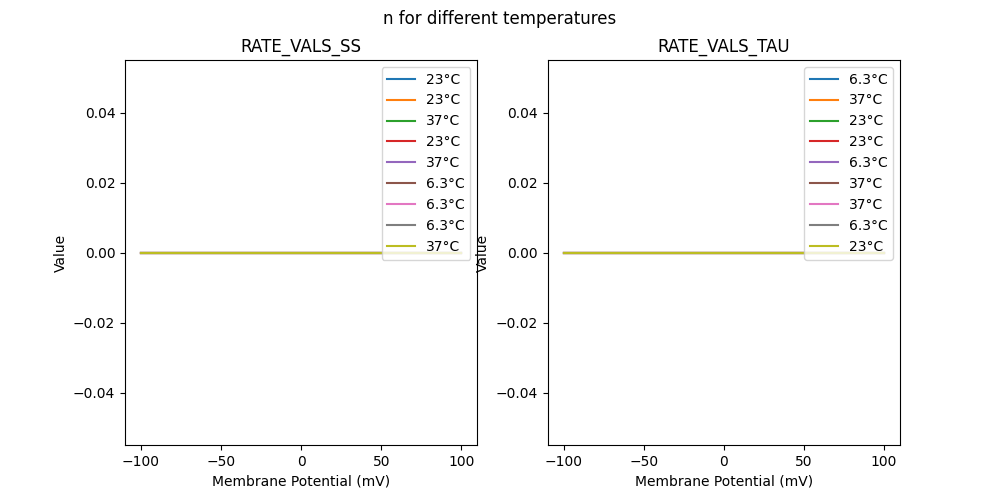 n for different temperatures
RATE_VALS_SS
Value
0.04
0.02
0.00
−0.02
−0.04
−100
−50
0
50
100
Membrane Potential (mV)
23°C
23°C
37°C
23°C
37°C
6.3°C
6.3°C
6.3°C
37°C
RATE_VALS_TAU
Value
0.04
0.02
0.00
−0.02
−0.04
−100
−50
0
50
100
Membrane Potential (mV)
6.3°C
37°C
23°C
23°C
6.3°C
37°C
37°C
6.3°C
23°C